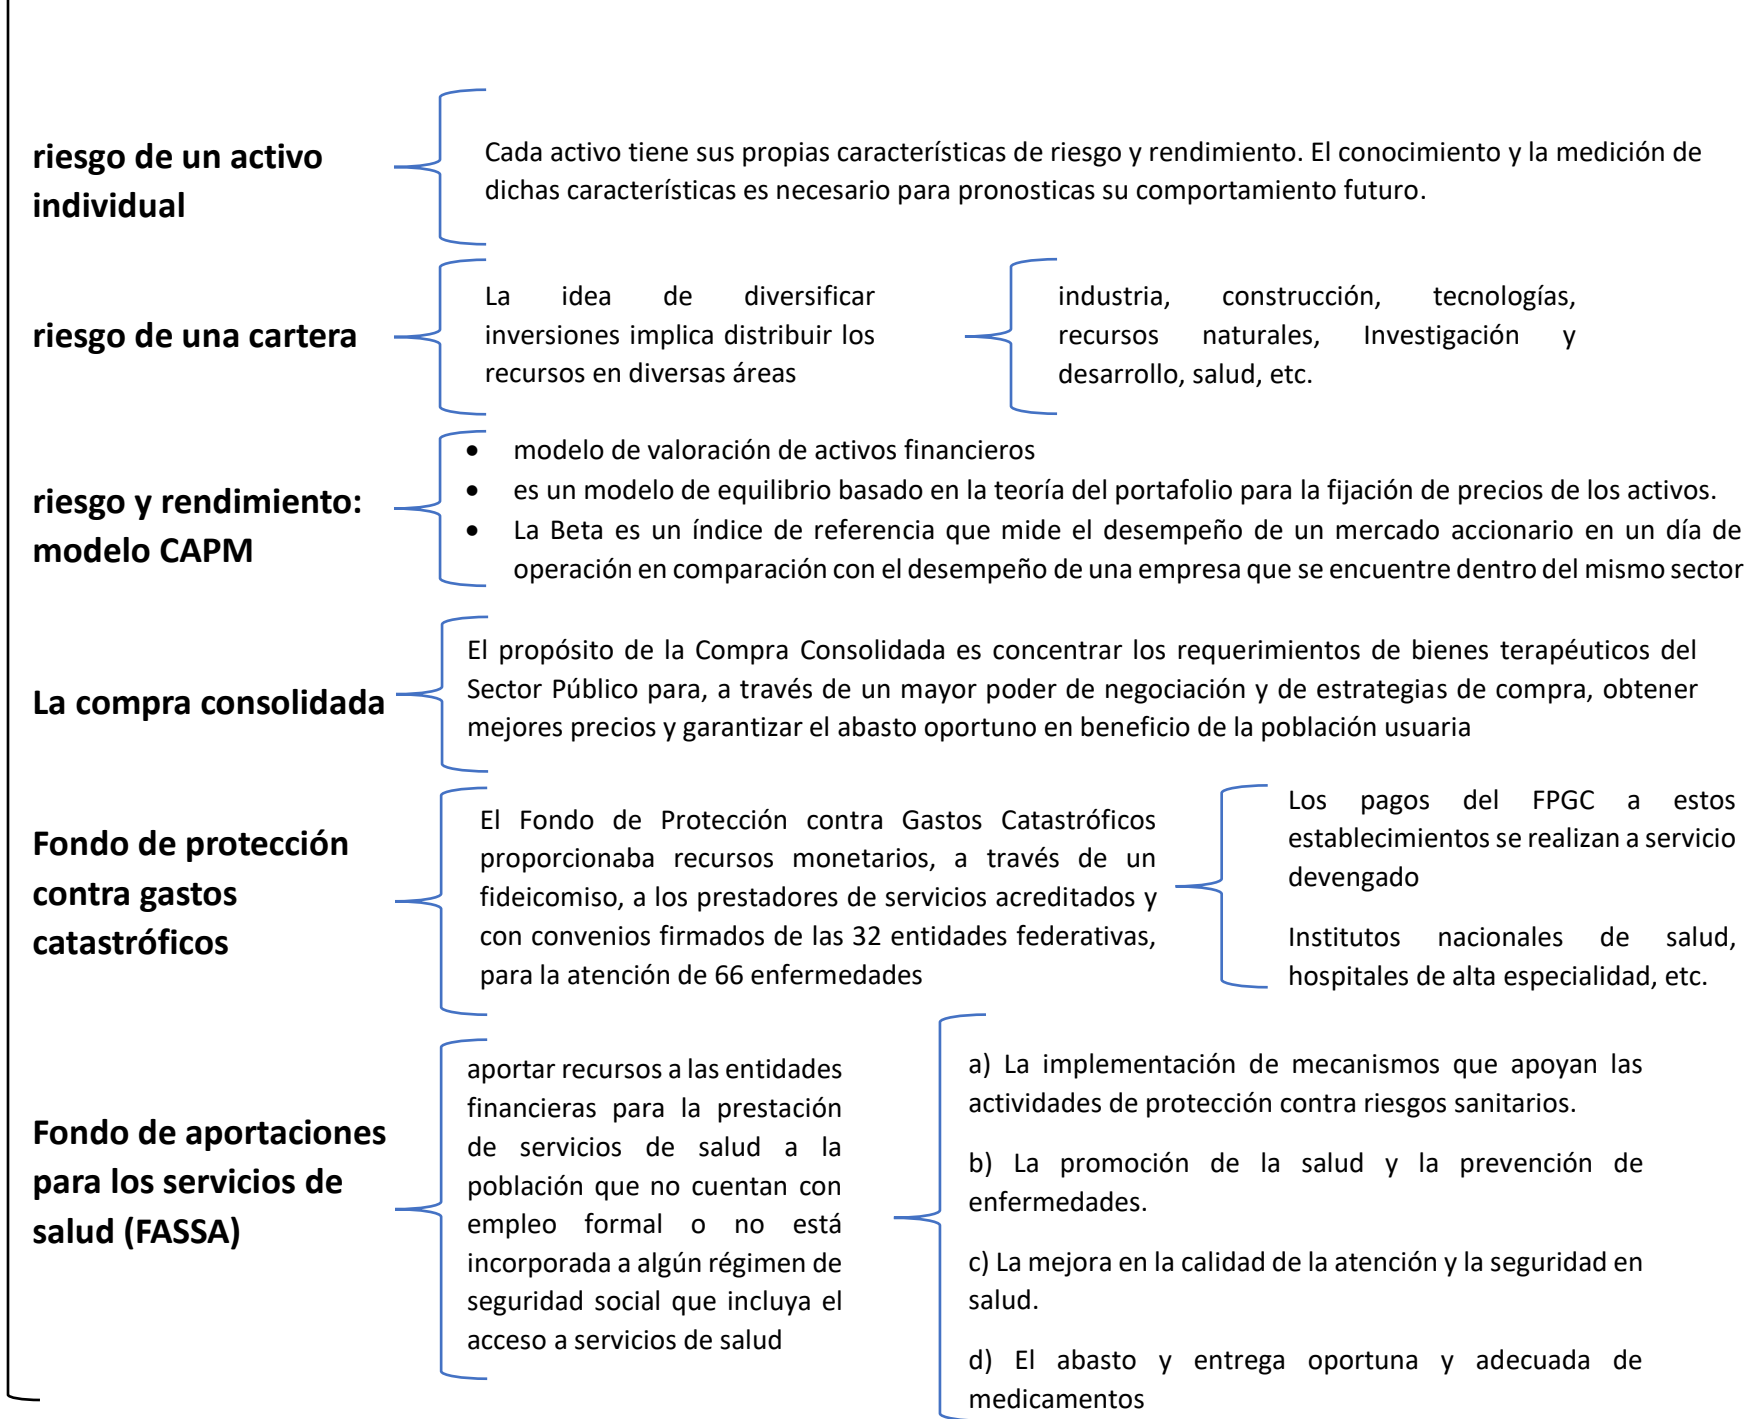 riesgo de un activo
individual
Cada activo tiene sus propias características de riesgo y rendimiento. El conocimiento y la medición de
dichas características es necesario para pronosticas su comportamiento futuro.
riesgo de una cartera
La idea de diversificar
inversiones implica distribuir los
recursos en diversas áreas
industria, construcción, tecnologías,
recursos naturales, Investigación y
desarrollo, salud, etc.
riesgo y rendimiento:
modelo CAPM
• modelo de valoración de activos financieros
• es un modelo de equilibrio basado en la teoría del portafolio para la fijación de precios de los activos.
• La Beta es un índice de referencia que mide el desempeño de un mercado accionario en un día de
operación en comparación con el desempeño de una empresa que se encuentre dentro del mismo sector
La compra consolidada
El propósito de la Compra Consolidada es concentrar los requerimientos de bienes terapéuticos del
Sector Público para, a través de un mayor poder de negociación y de estrategias de compra, obtener
mejores precios y garantizar el abasto oportuno en beneficio de la población usuaria
Fondo de protección
contra gastos
catastróficos
El Fondo de Protección contra Gastos Catastróficos
proporcionaba recursos monetarios, a través de un
fideicomiso, a los prestadores de servicios acreditados y
con convenios firmados de las 32 entidades federativas,
para la atención de 66 enfermedades
Los pagos del FPGC a estos
establecimientos se realizan a servicio
devengado
Institutos nacionales de salud,
hospitales de alta especialidad, etc.
Fondo de aportaciones
para los servicios de
salud (FASSA)
aportar recursos a las entidades
financieras para la prestación
de servicios de salud a la
población que no cuentan con
empleo formal o no está
incorporada a algún régimen de
seguridad social que incluya el
acceso a servicios de salud
a) La implementación de mecanismos que apoyan las
actividades de protección contra riesgos sanitarios.
b) La promoción de la salud y la prevención de
enfermedades.
c) La mejora en la calidad de la atención y la seguridad en
salud.
d) El abasto y entrega oportuna y adecuada de
medicamentos